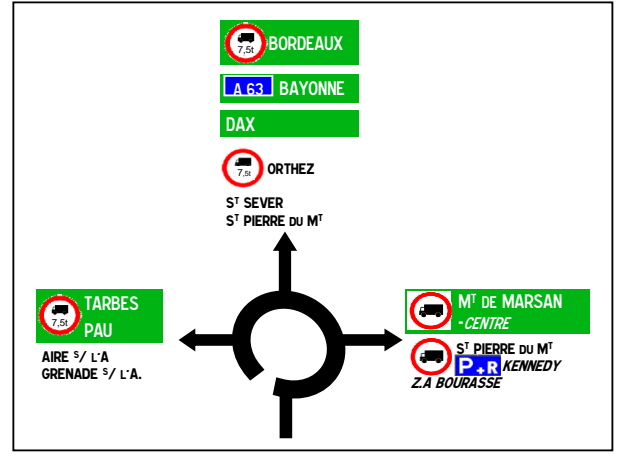 7,5t BORDEAUX
A 63 BAYONNE
DAX
7,5t ORTHEZ
Sᵀ SEVER
Sᵀ PIERRE DU Mᵀ
7,5t TARBES
PAU
AIRE S/ L'A
GRENADE S/ L'A.
Mᵀ DE MARSAN
-CENTRE
Sᵀ PIERRE DU Mᵀ
P+R KENNEDY
Z.A BOURASSE